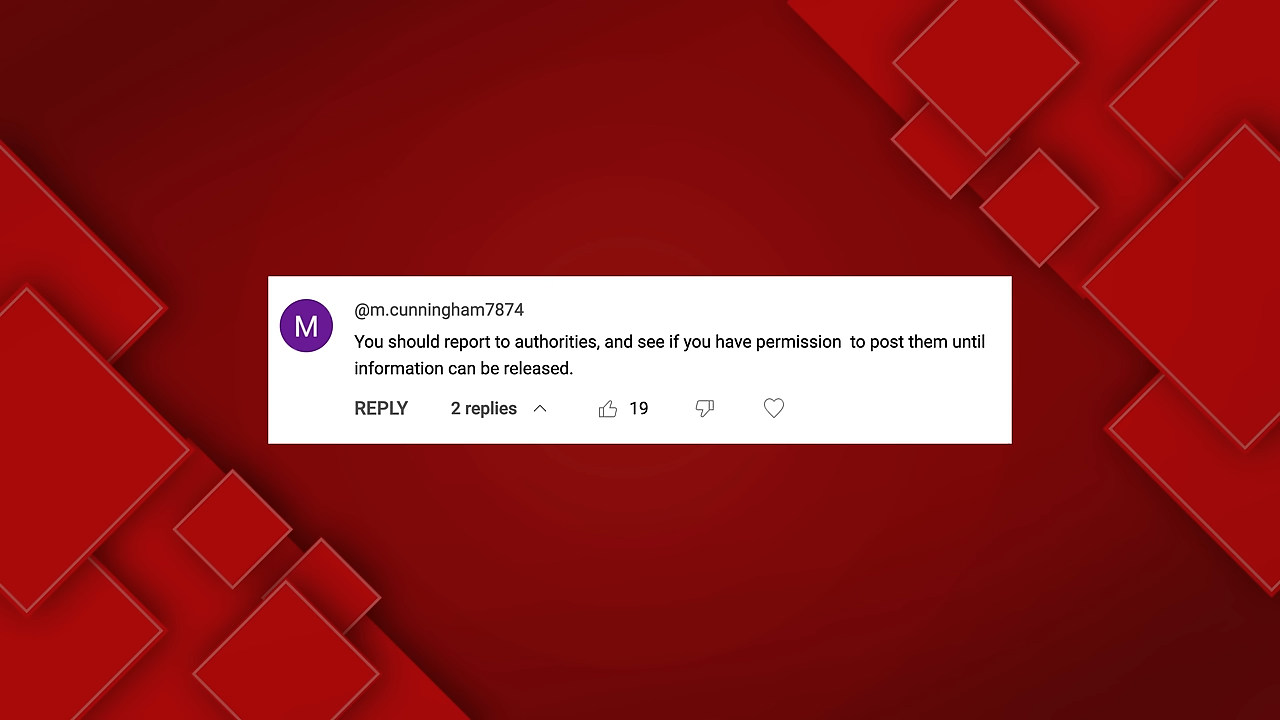 M
@m.cunningham7874
You should report to authorities, and see if you have permission  to post them until
information can be released.
REPLY 2 replies 19